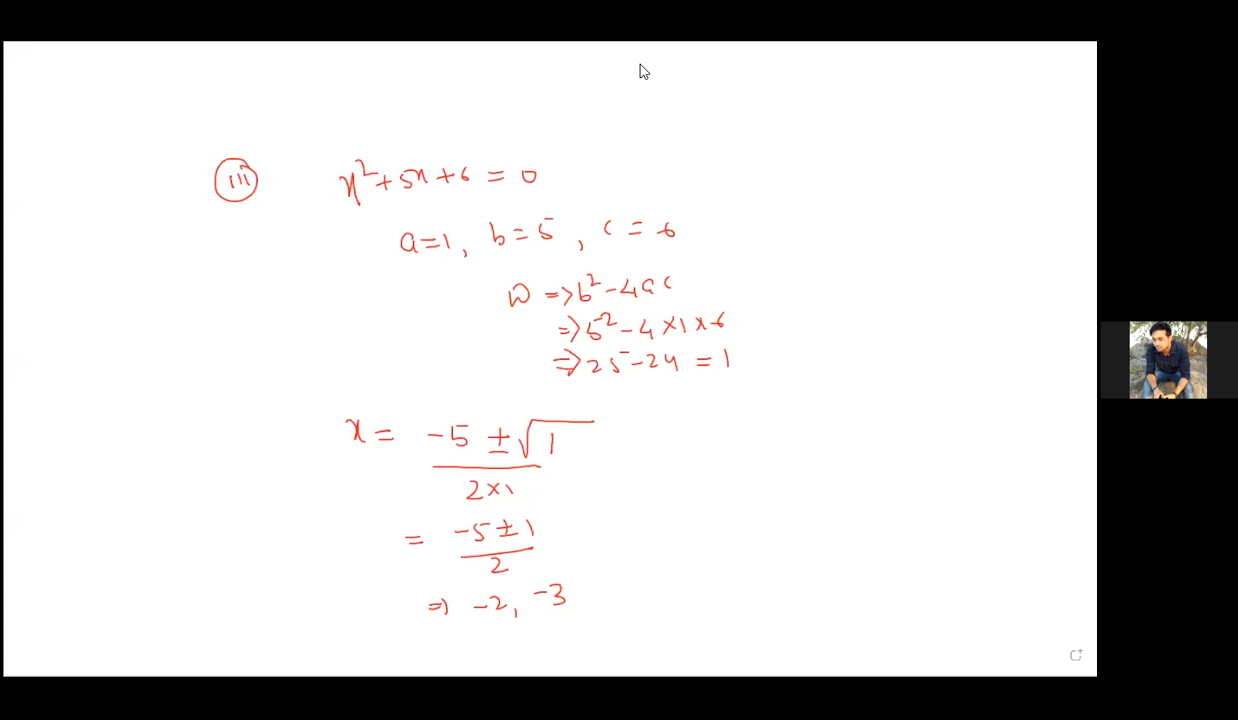 iii x²+5x+6 = 0
a=1, b=5, c=6
D => b²-4ac
=> 5²-4×1×6
=> 25-24 = 1
x = (-5 ± √1) / (2×1)
= (-5±1) / 2
=> -2, -3